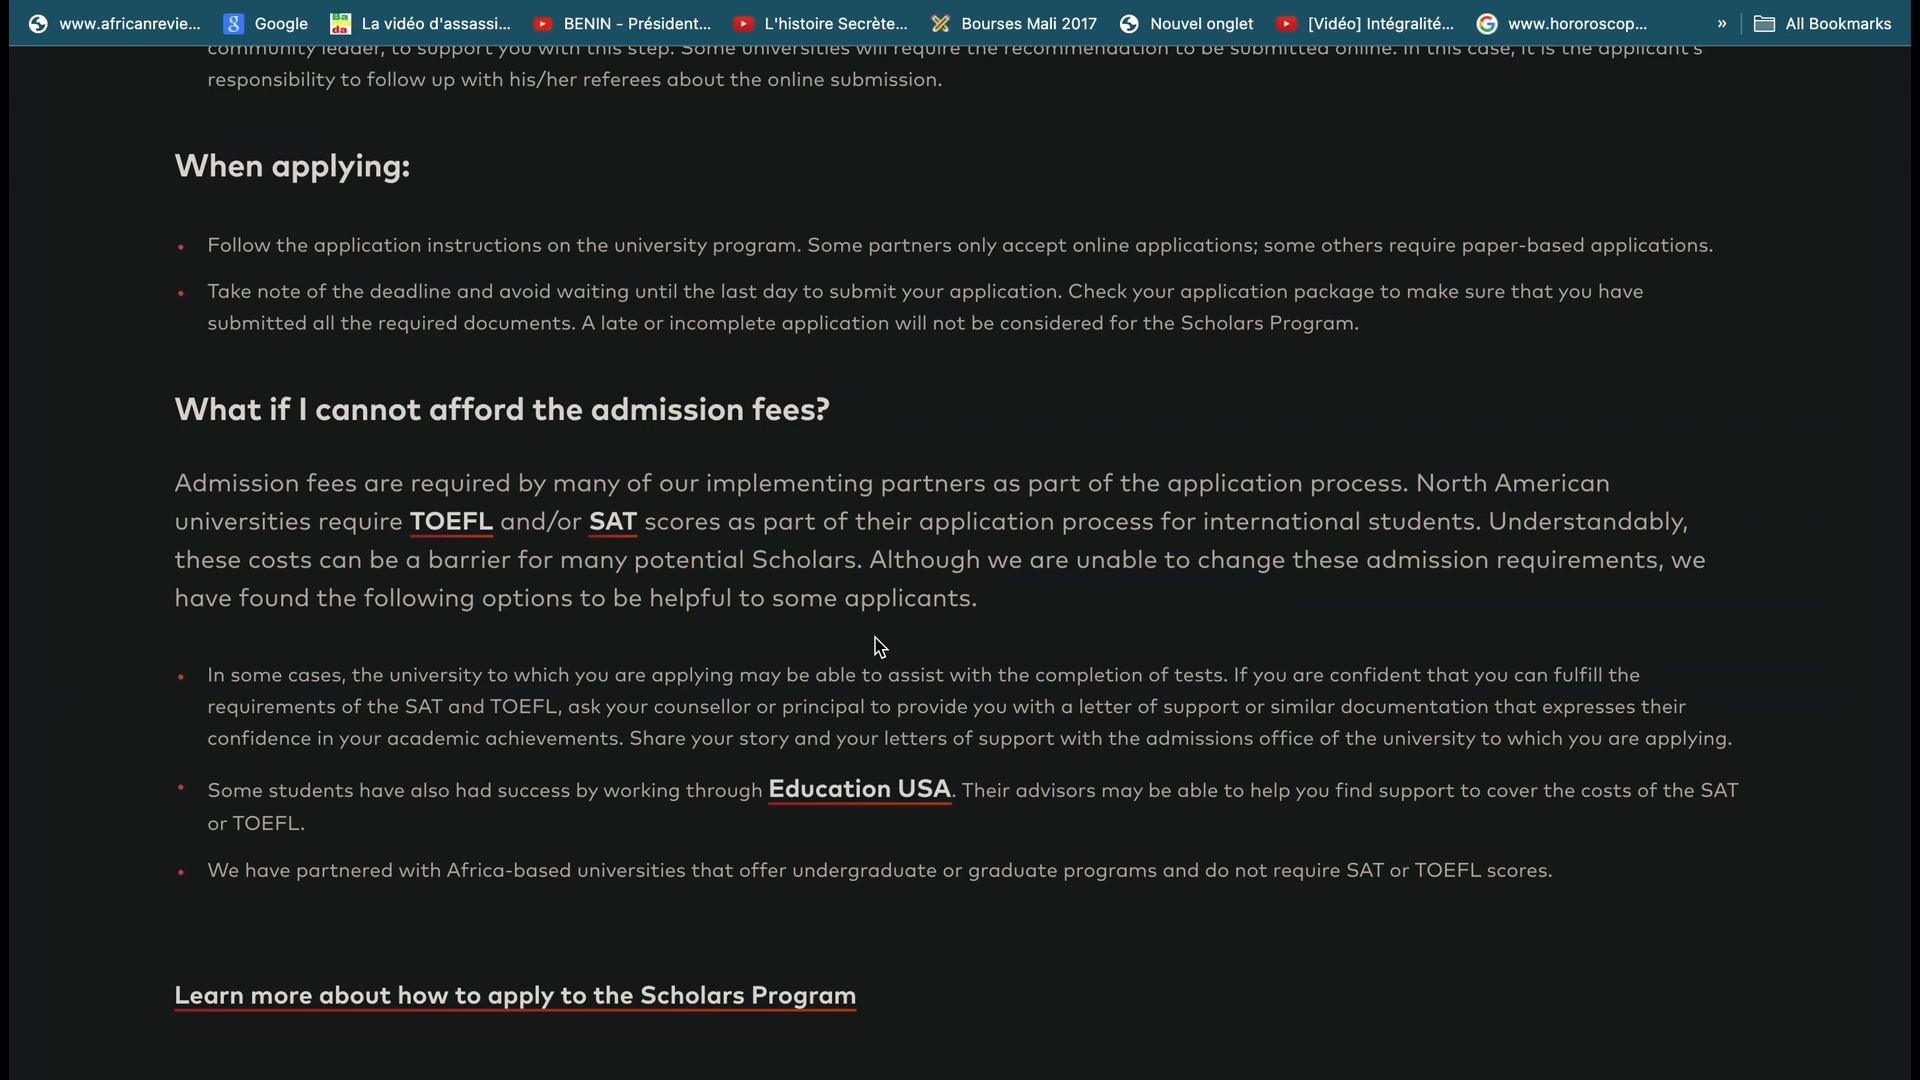 www.africanrevie... Google La vidéo d'assassi... BENIN - Président... L'histoire Secrète... Bourses Mali 2017 Nouvel onglet [Vidéo] Intégralité... www.hororoscop... » All Bookmarks
community leader, to support you with this step. Some universities will require the recommendation to be submitted online. In this case, it is the applicant's
responsibility to follow up with his/her referees about the online submission.
When applying:
• Follow the application instructions on the university program. Some partners only accept online applications; some others require paper-based applications.
• Take note of the deadline and avoid waiting until the last day to submit your application. Check your application package to make sure that you have
submitted all the required documents. A late or incomplete application will not be considered for the Scholars Program.
What if I cannot afford the admission fees?
Admission fees are required by many of our implementing partners as part of the application process. North American
universities require TOEFL and/or SAT scores as part of their application process for international students. Understandably,
these costs can be a barrier for many potential Scholars. Although we are unable to change these admission requirements, we
have found the following options to be helpful to some applicants.
• In some cases, the university to which you are applying may be able to assist with the completion of tests. If you are confident that you can fulfill the
requirements of the SAT and TOEFL, ask your counsellor or principal to provide you with a letter of support or similar documentation that expresses their
confidence in your academic achievements. Share your story and your letters of support with the admissions office of the university to which you are applying.
• Some students have also had success by working through Education USA. Their advisors may be able to help you find support to cover the costs of the SAT
or TOEFL.
• We have partnered with Africa-based universities that offer undergraduate or graduate programs and do not require SAT or TOEFL scores.
Learn more about how to apply to the Scholars Program